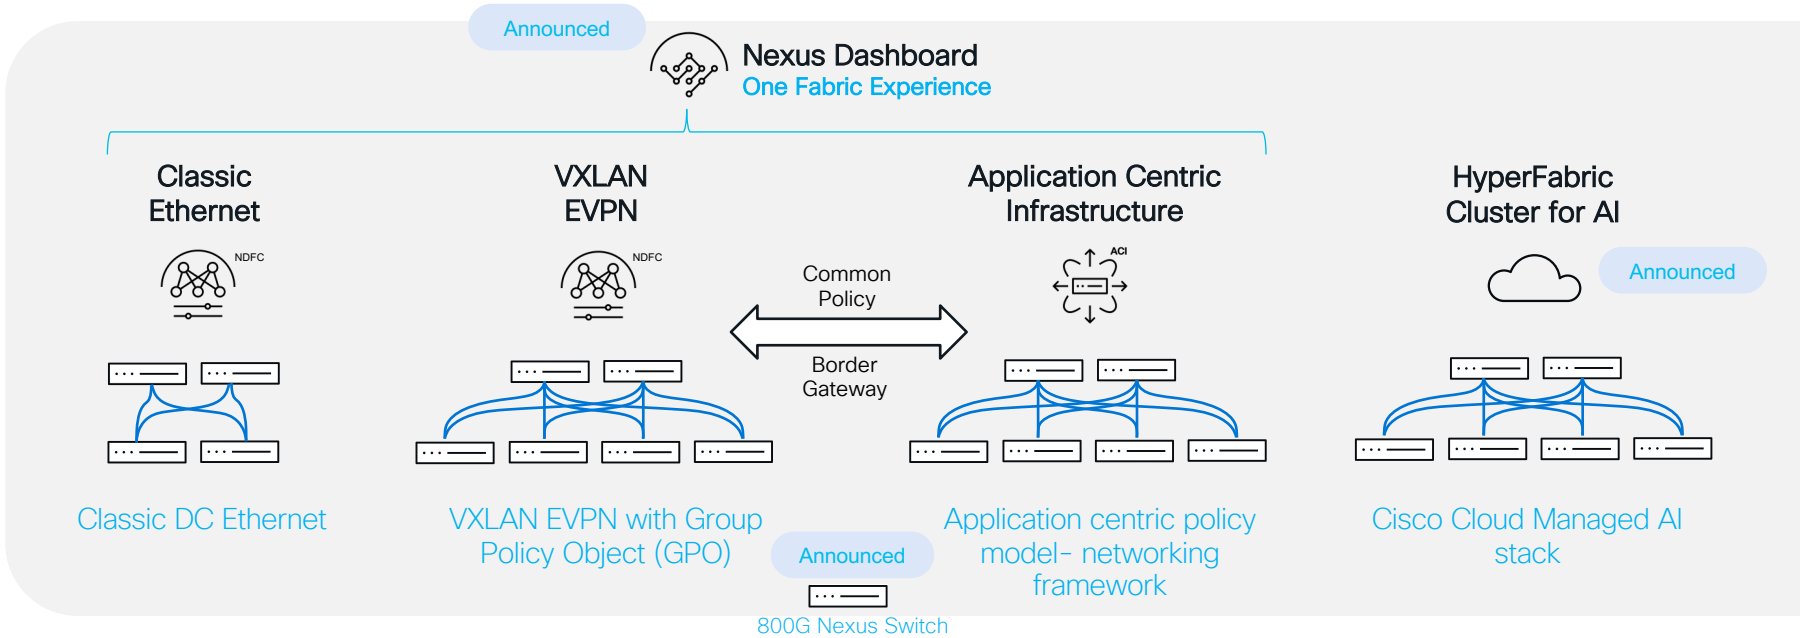 Announced
Nexus Dashboard
One Fabric Experience
Classic
Ethernet
NDFC
Classic DC Ethernet
VXLAN
EVPN
NDFC
VXLAN EVPN with Group
Policy Object (GPO)
Common
Policy
Border
Gateway
Announced
800G Nexus Switch
Application Centric
Infrastructure
ACI
Application centric policy
model- networking
framework
HyperFabric
Cluster for AI
Announced
Cisco Cloud Managed AI
stack